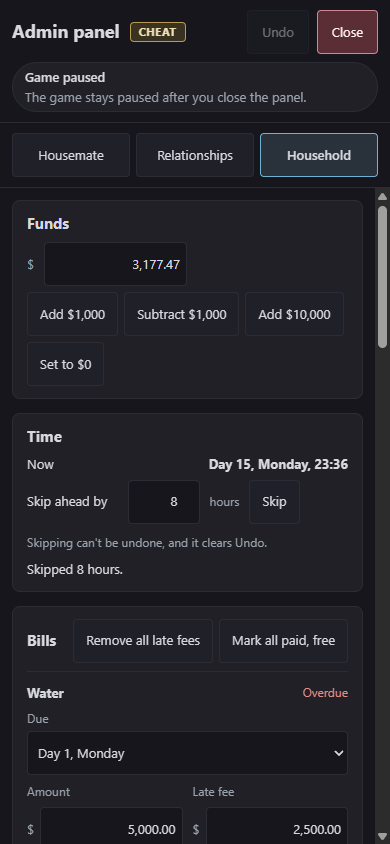 Admin panel CHEAT Undo Close
Game paused
The game stays paused after you close the panel.
Housemate Relationships Household
Funds
$ 3,177.47
Add $1,000 Subtract $1,000 Add $10,000
Set to $0
Time
Now Day 15, Monday, 23:36
Skip ahead by 8 hours Skip
Skipping can't be undone, and it clears Undo.
Skipped 8 hours.
Bills Remove all late fees Mark all paid, free
Water Overdue
Due
Day 1, Monday
Amount Late fee
$ 5,000.00 $ 2,500.00